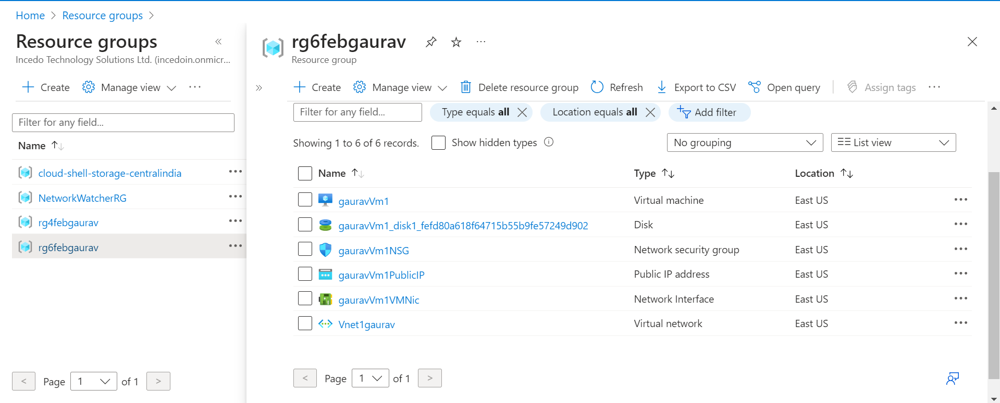 Home > Resource groups >
Resource groups
Incedo Technology Solutions Ltd. (incedoin.onmicr...
Create Manage view ...
Filter for any field...
Name
cloud-shell-storage-centralindia
NetworkWatcherRG
rg4febgaurav
rg6febgaurav
< Page 1 of 1 >
rg6febgaurav
Resource group
Create Manage view Delete resource group Refresh Export to CSV Open query Assign tags ...
Filter for any field... Type equals all Location equals all Add filter
Showing 1 to 6 of 6 records. Show hidden types No grouping List view
Name Type Location
gauravVm1 Virtual machine East US
gauravVm1_disk1_fefd80a618f64715b55b9fe57249d902 Disk East US
gauravVm1NSG Network security group East US
gauravVm1PublicIP Public IP address East US
gauravVm1VMNic Network Interface East US
Vnet1gaurav Virtual network East US
< Page 1 of 1 >